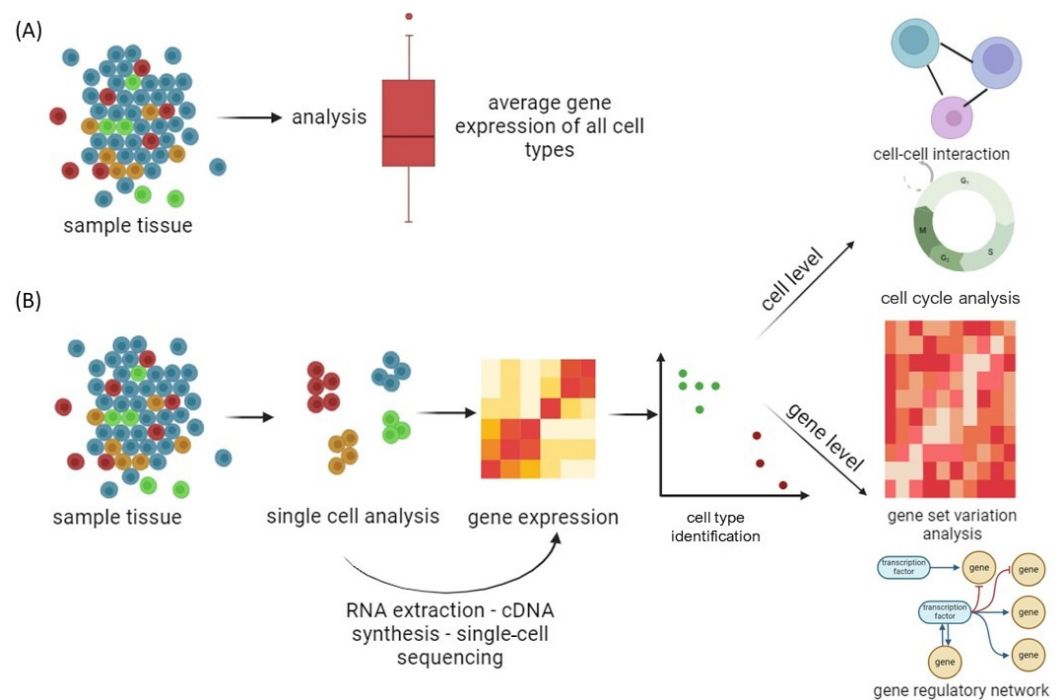 (A)
sample tissue
analysis
average gene
expression of all cell
types
(B)
sample tissue
single cell analysis
gene expression
RNA extraction - cDNA
synthesis - single-cell
sequencing
cell type
identification
cell level
gene level
cell-cell interaction
G₁
M
S
G₂
cell cycle analysis
gene set variation
analysis
transcription
factor
gene
gene
transcription
factor
gene
gene
gene
gene regulatory network